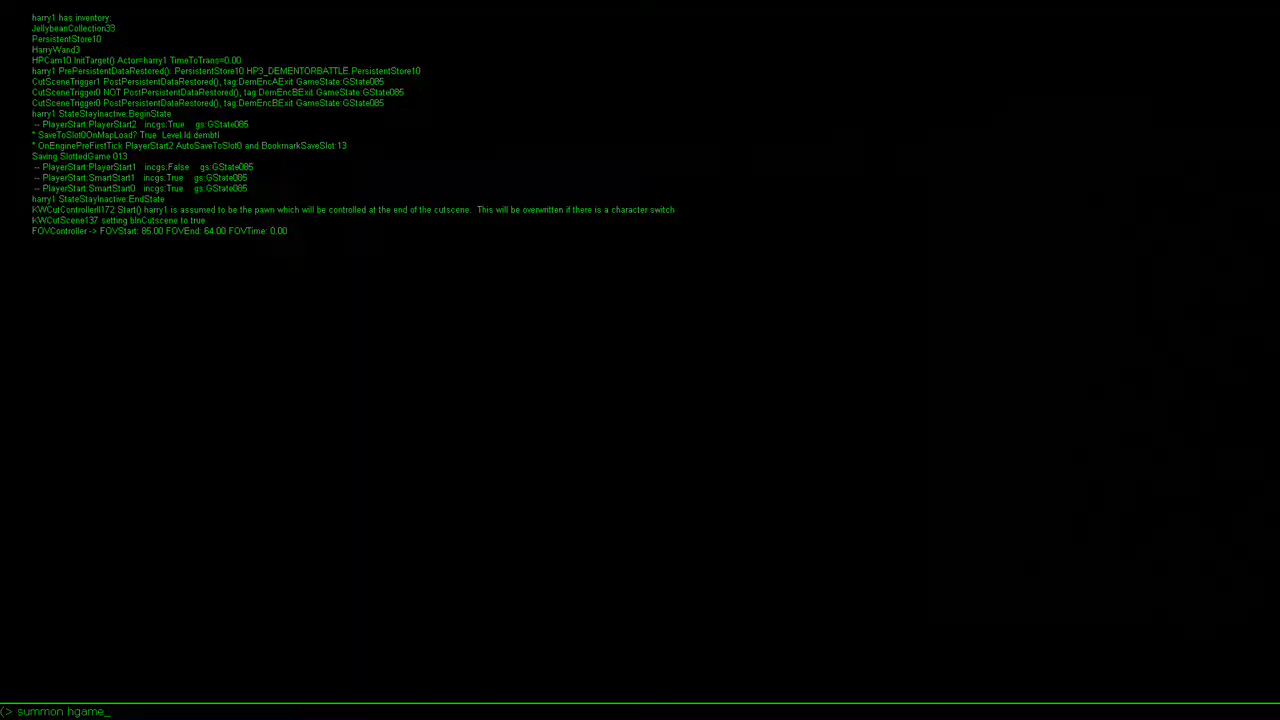 harry1 has inventory:
JellybeanCollection33
PersistentStore10
HarryWand3
HPCam10 InitTarget() Actor=harry1 TimeToTrans=0.00
harry1 PrePersistentDataRestored(): PersistentStore10 HP3_DEMENTORBATTLE.PersistentStore10
CutSceneTrigger1 PostPersistentDataRestored(), tag:DemEncAExit GameState:GState085
CutSceneTrigger0 NOT PostPersistentDataRestored(), tag:DemEncBExit GameState:GState085
CutSceneTrigger0 PostPersistentDataRestored(), tag:DemEncBExit GameState:GState085
harry1 StateStayInactive:BeginState
-- PlayerStart:PlayerStart2 incgs:True gs:GState085
* SaveToSlot0OnMapLoad? True Level.Id:dembtl
* OnEnginePreFirstTick PlayerStart2 AutoSaveToSlot0 and BookmarkSaveSlot 13
Saving SlottedGame 013
-- PlayerStart:PlayerStart1 incgs:False gs:GState085
-- PlayerStart:SmartStart1 incgs:True gs:GState085
-- PlayerStart:SmartStart0 incgs:True gs:GState085
harry1 StateStayInactive:EndState
KWCutControllerII172 Start() harry1 is assumed to be the pawn which will be controlled at the end of the cutscene. This will be overwritten if there is a character switch
KWCutScene137 setting bInCutscene to true
FOVController -> FOVStart: 85.00 FOVEnd: 64.00 FOVTime: 0.00
(> summon hgame_